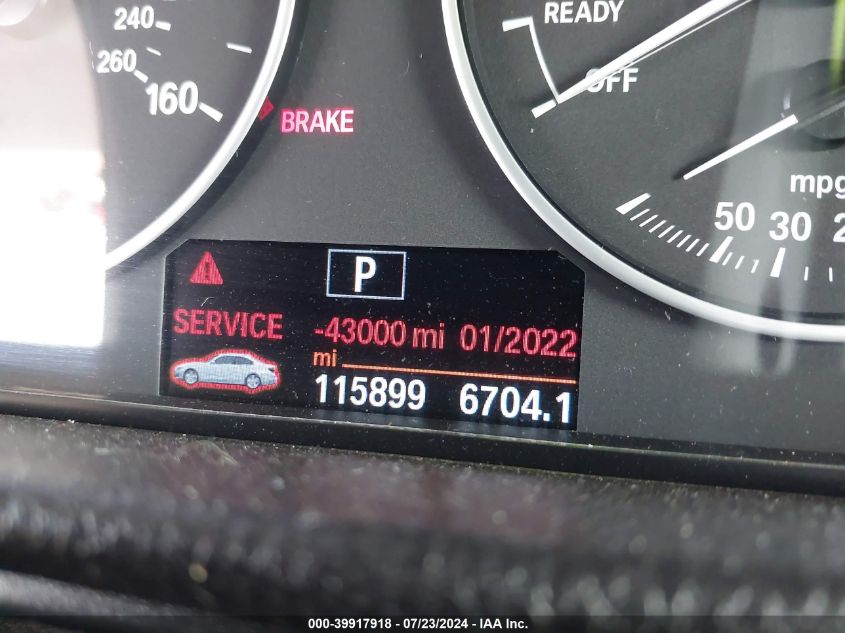 READY
240
OFF
260
160
BRAKE
mpg
50 30 2
P
SERVICE -43000 mi 01/2022
mi
115899 6704.1
000-39917918 / 07/23/2024 - IAA Inc.